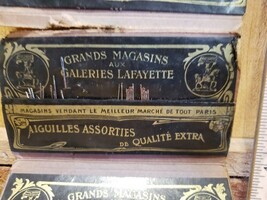 GRANDS MAGASINS
AUX
GALERIES LAFAYETTE
MAGASINS VENDANT LE MEILLEUR MARCHÉ DE TOUT PARIS
AIGUILLES ASSORTIES
DE QUALITÉ EXTRA
GRANDS MAGASINS
AUX